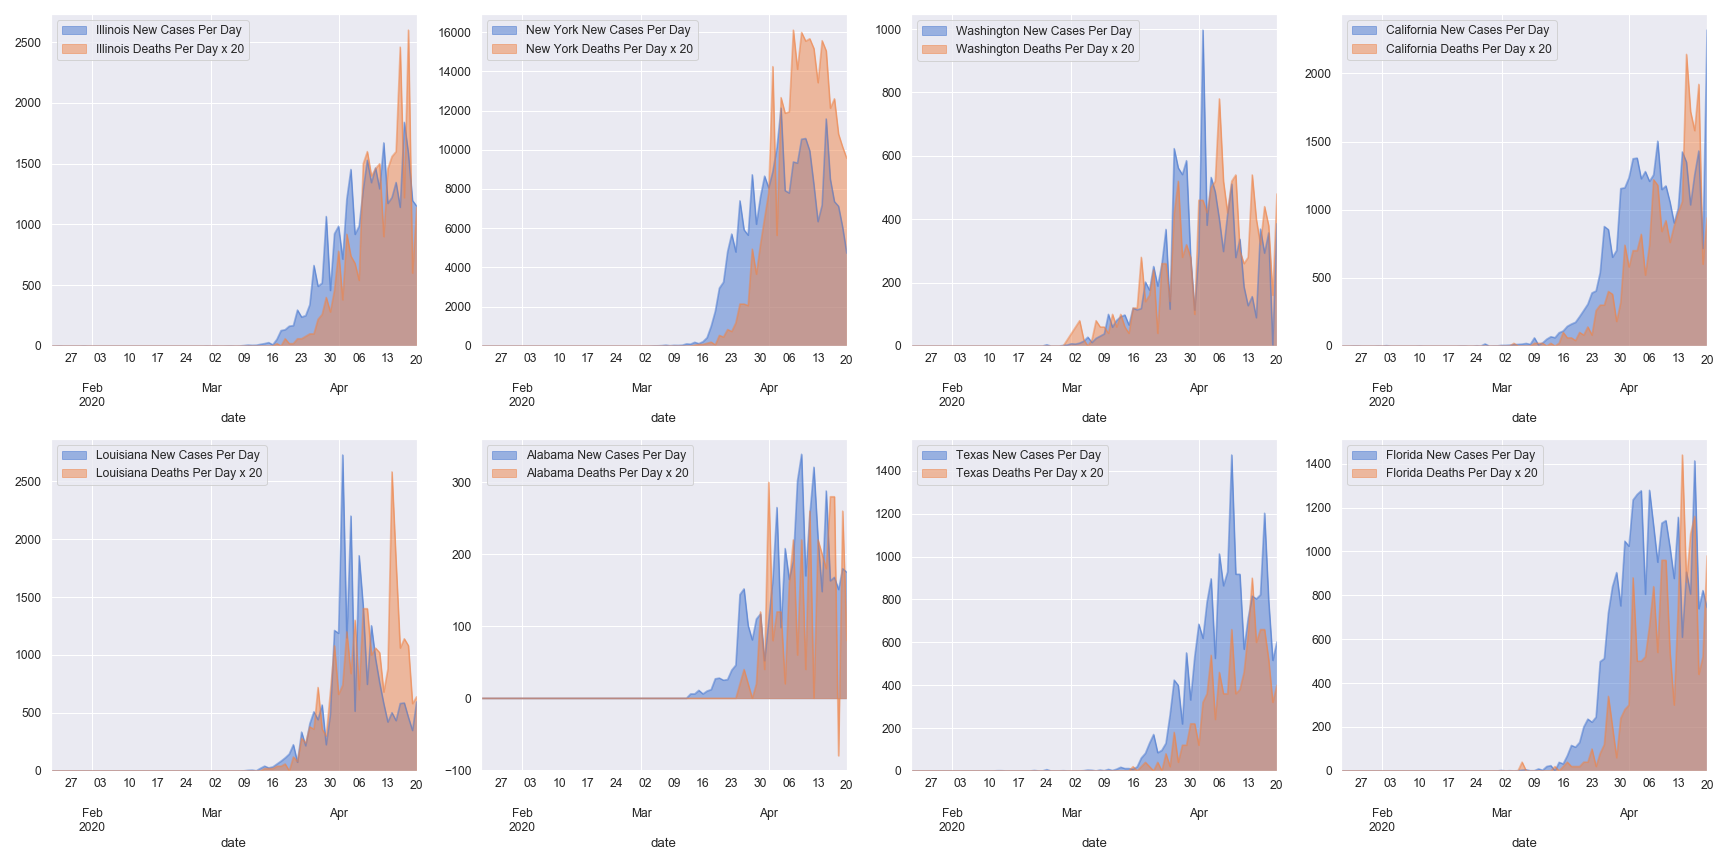 Illinois New Cases Per Day
Illinois Deaths Per Day x 20
2500
2000
1500
1000
500
0
27 03 10 17 24 02 09 16 23 30 06 13 20
Feb Mar Apr
2020
date
New York New Cases Per Day
New York Deaths Per Day x 20
16000
14000
12000
10000
8000
6000
4000
2000
0
27 03 10 17 24 02 09 16 23 30 06 13 20
Feb Mar Apr
2020
date
Washington New Cases Per Day
Washington Deaths Per Day x 20
1000
800
600
400
200
0
27 03 10 17 24 02 09 16 23 30 06 13 20
Feb Mar Apr
2020
date
California New Cases Per Day
California Deaths Per Day x 20
2000
1500
1000
500
0
27 03 10 17 24 02 09 16 23 30 06 13 20
Feb Mar Apr
2020
date
Louisiana New Cases Per Day
Louisiana Deaths Per Day x 20
2500
2000
1500
1000
500
0
27 03 10 17 24 02 09 16 23 30 06 13 20
Feb Mar Apr
2020
date
Alabama New Cases Per Day
Alabama Deaths Per Day x 20
300
200
100
0
−100
27 03 10 17 24 02 09 16 23 30 06 13 20
Feb Mar Apr
2020
date
Texas New Cases Per Day
Texas Deaths Per Day x 20
1400
1200
1000
800
600
400
200
0
27 03 10 17 24 02 09 16 23 30 06 13 20
Feb Mar Apr
2020
date
Florida New Cases Per Day
Florida Deaths Per Day x 20
1400
1200
1000
800
600
400
200
0
27 03 10 17 24 02 09 16 23 30 06 13 20
Feb Mar Apr
2020
date